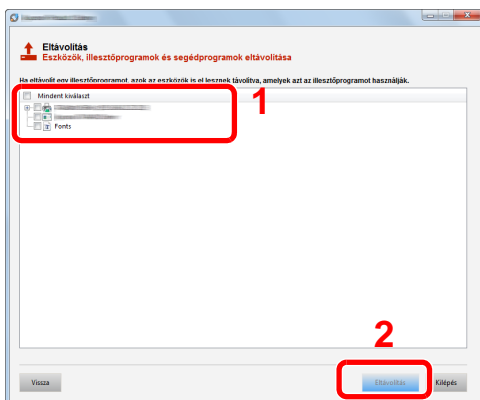 Eltávolítás
Eszközök, illesztőprogramok és segédprogramok eltávolítása
Ha eltávolít egy illesztőprogramot, azok az eszközök is el lesznek távolítva, amelyek azt az illesztőprogramot használják.
1
Mindent kiválaszt
Fonts
2
Vissza
Eltávolítás
Kilépés